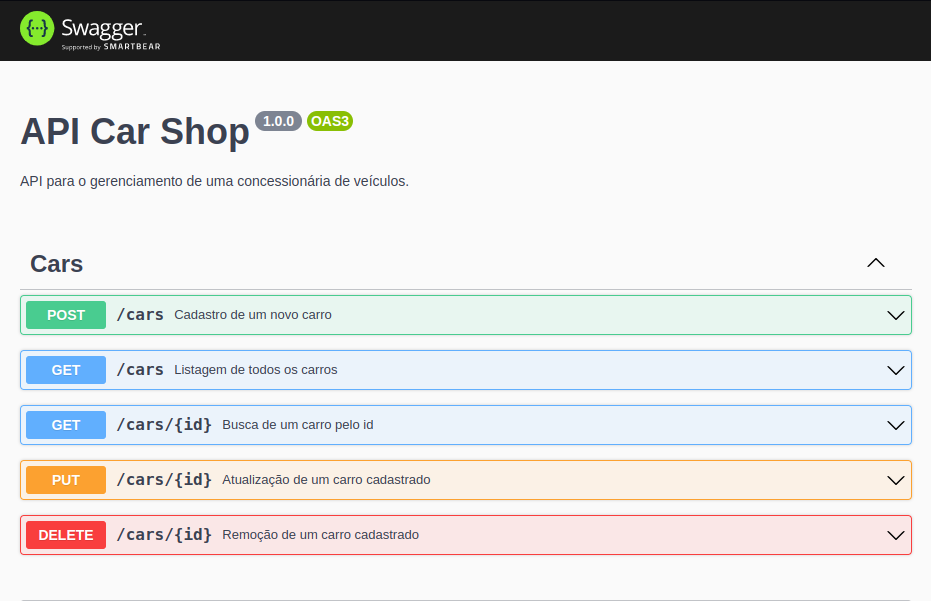 {···} Swagger
Supported by SMARTBEAR
API Car Shop 1.0.0 OAS3
API para o gerenciamento de uma concessionária de veículos.
Cars
POST /cars Cadastro de um novo carro
GET /cars Listagem de todos os carros
GET /cars/{id} Busca de um carro pelo id
PUT /cars/{id} Atualização de um carro cadastrado
DELETE /cars/{id} Remoção de um carro cadastrado